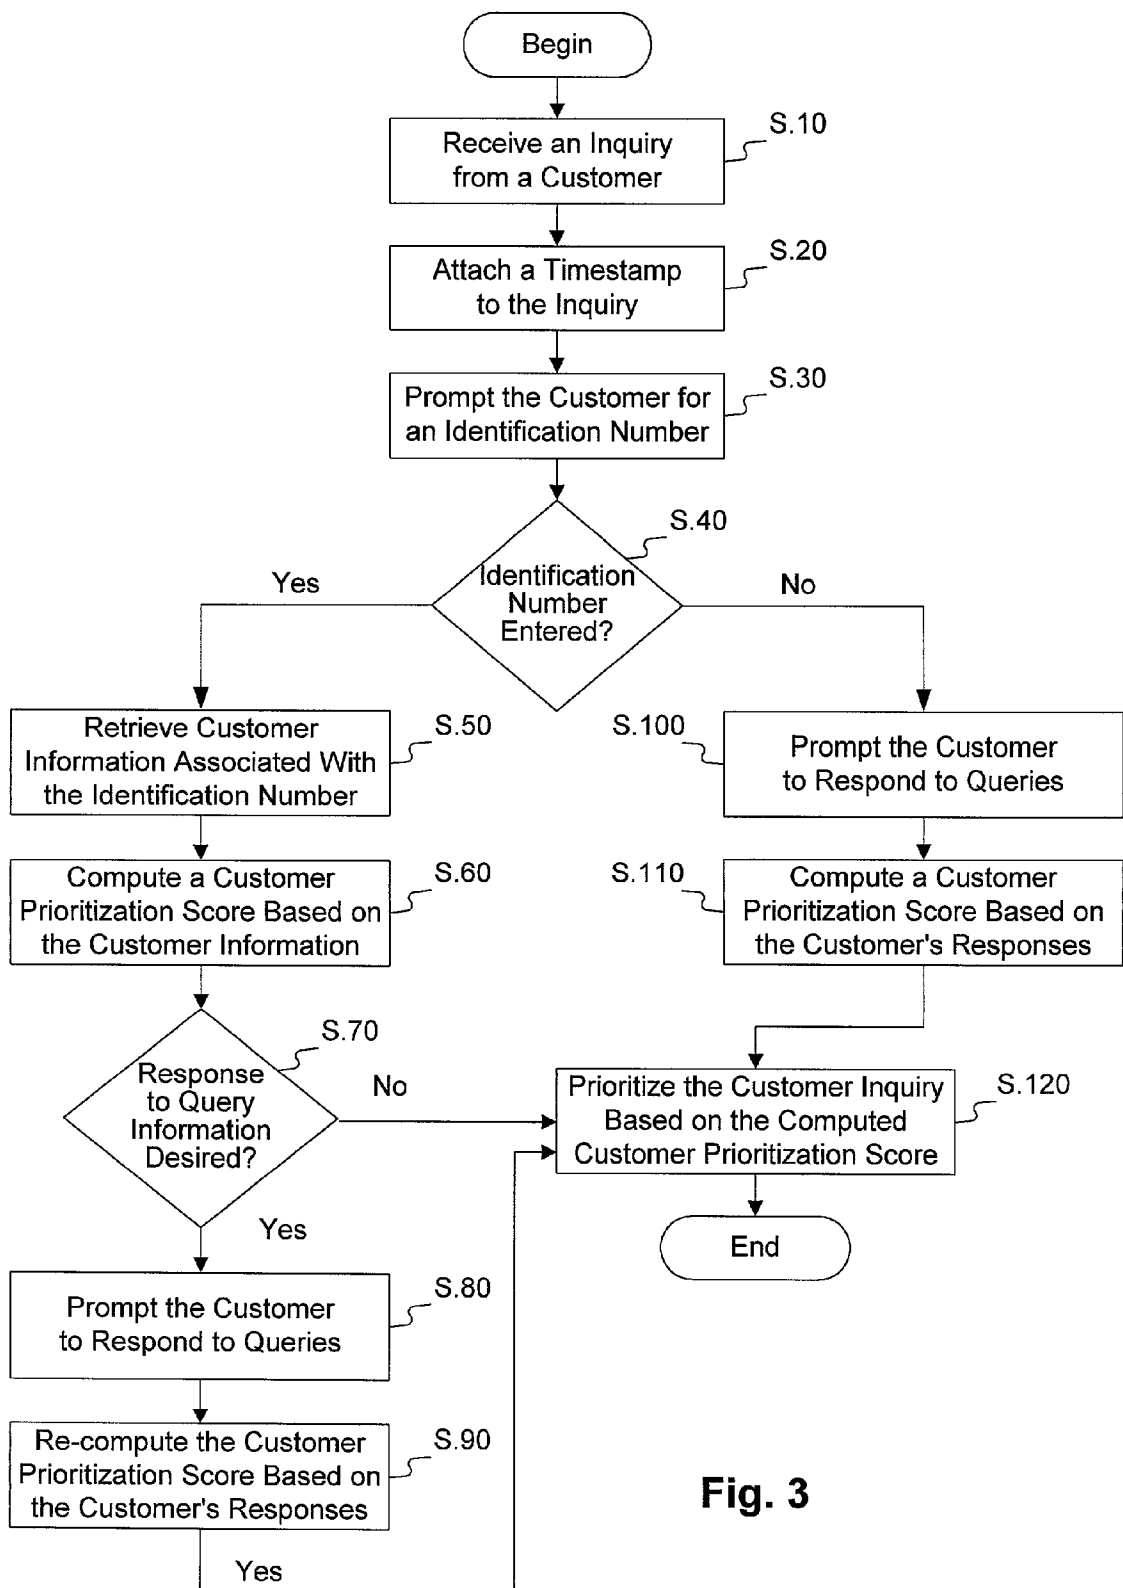 Begin
S.10
Receive an Inquiry
from a Customer
S.20
Attach a Timestamp
to the Inquiry
S.30
Prompt the Customer for
an Identification Number
S.40
Identification
Number
Entered?
Yes
No
Retrieve Customer
Information Associated With
the Identification Number
S.50
S.100
Prompt the Customer
to Respond to Queries
Compute a Customer
Prioritization Score Based on
the Customer Information
S.60
S.110
Compute a Customer
Prioritization Score Based on
the Customer's Responses
S.70
Response
to Query
Information
Desired?
No
Prioritize the Customer Inquiry
Based on the Computed
Customer Prioritization Score
S.120
Yes
End
Prompt the Customer
to Respond to Queries
S.80
Re-compute the Customer
Prioritization Score Based on
the Customer's Responses
S.90
Fig. 3
Yes